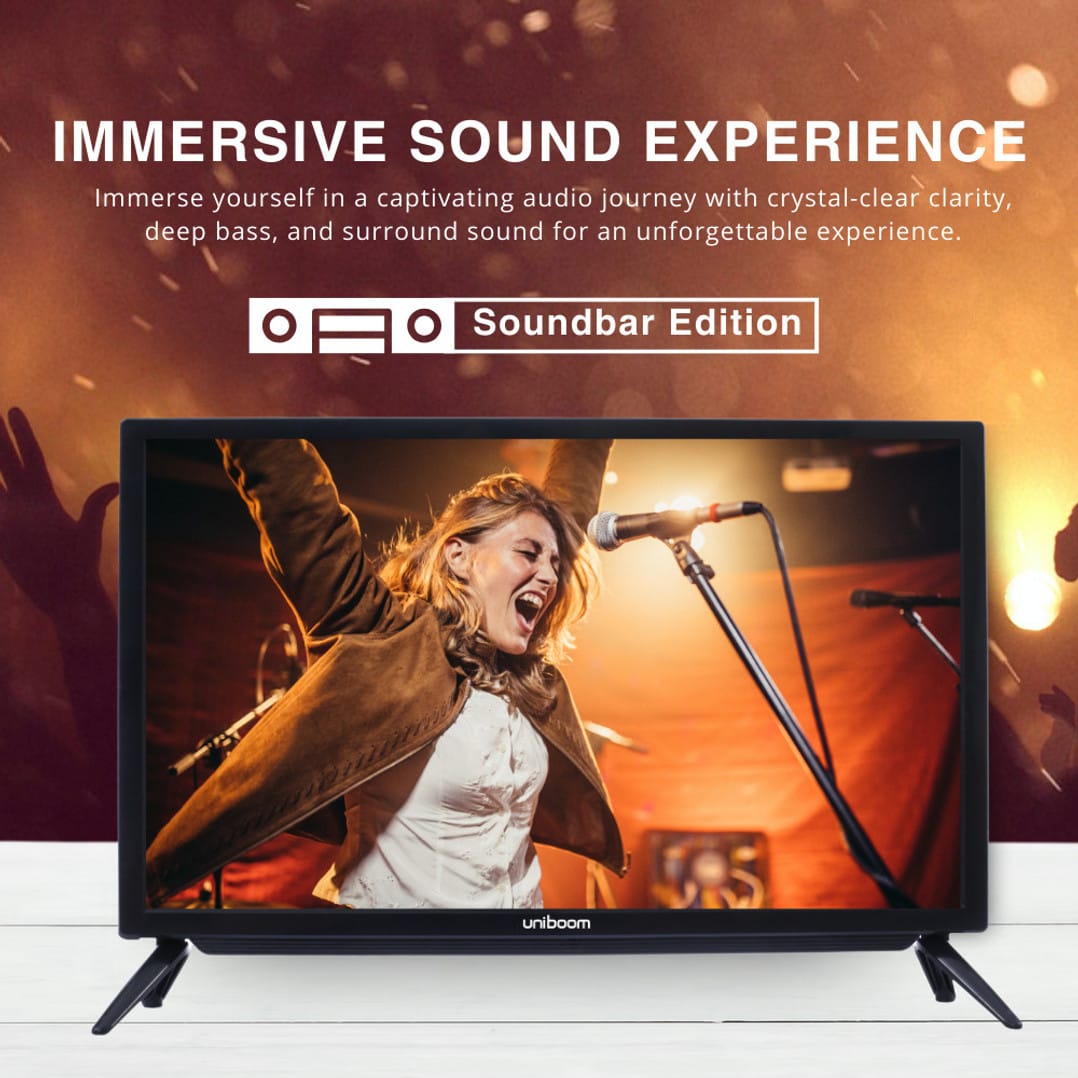 IMMERSIVE SOUND EXPERIENCE
Immerse yourself in a captivating audio journey with crystal-clear clarity,
deep bass, and surround sound for an unforgettable experience.
Soundbar Edition
uniboom